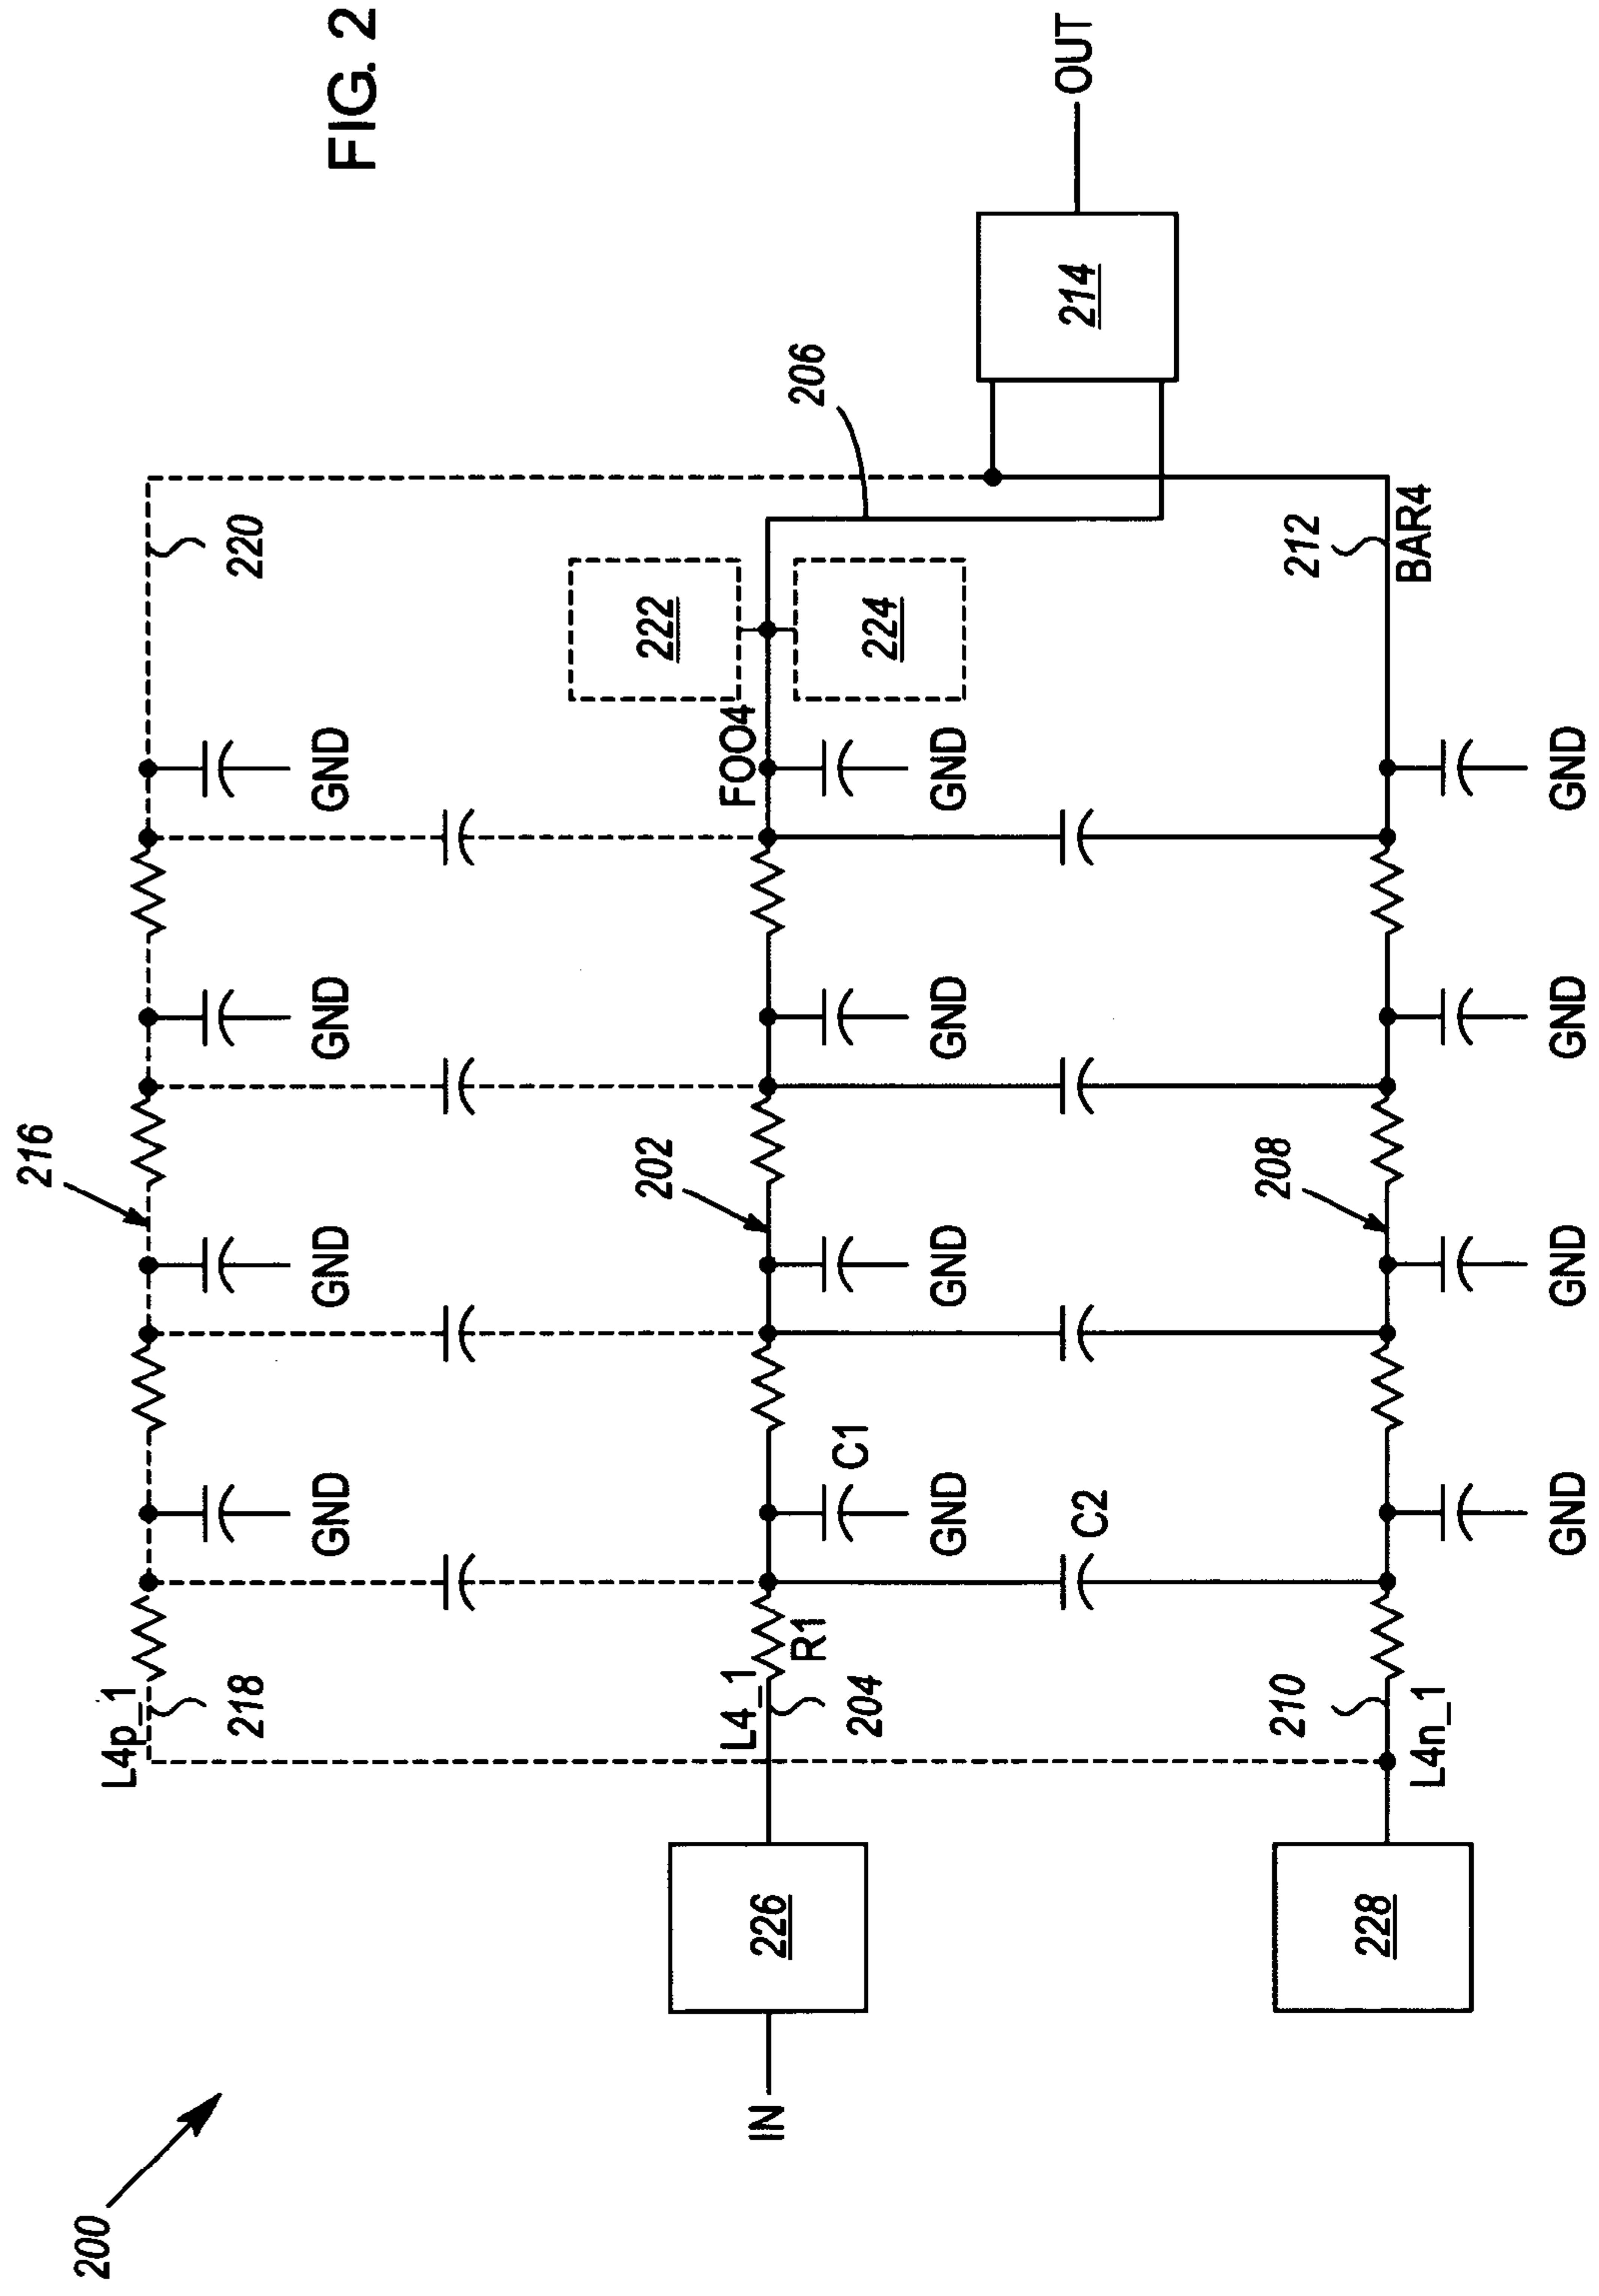 FIG. 2
200
216
L4p_1
218
220
GND
GND
GND
GND
222
224
206
202
IN
226
L4_1
204
R1
C1
FOO4
GND
GND
GND
GND
C2
214
OUT
208
228
210
L4n_1
212
BAR4
GND
GND
GND
GND